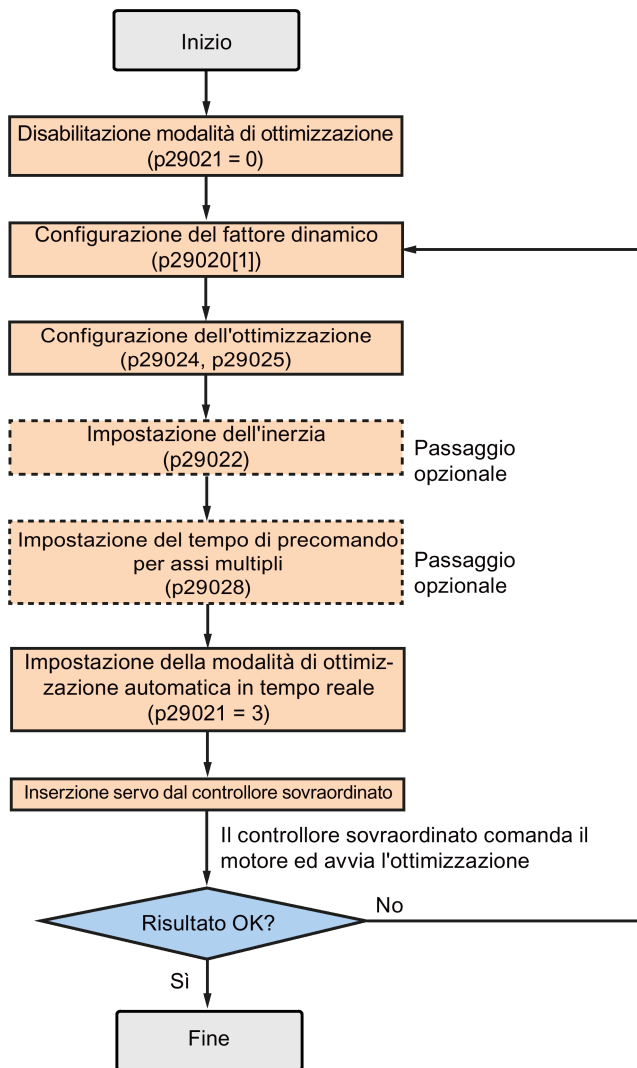 Inizio
Disabilitazione modalità di ottimizzazione
(p29021 = 0)
Configurazione del fattore dinamico
(p29020[1])
Configurazione dell'ottimizzazione
(p29024, p29025)
Impostazione dell'inerzia
(p29022)
Passaggio
opzionale
Impostazione del tempo di precomando
per assi multipli
(p29028)
Passaggio
opzionale
Impostazione della modalità di ottimiz-
zazione automatica in tempo reale
(p29021 = 3)
Inserzione servo dal controllore sovraordinato
Il controllore sovraordinato comanda il
motore ed avvia l'ottimizzazione
Risultato OK?
No
Sì
Fine